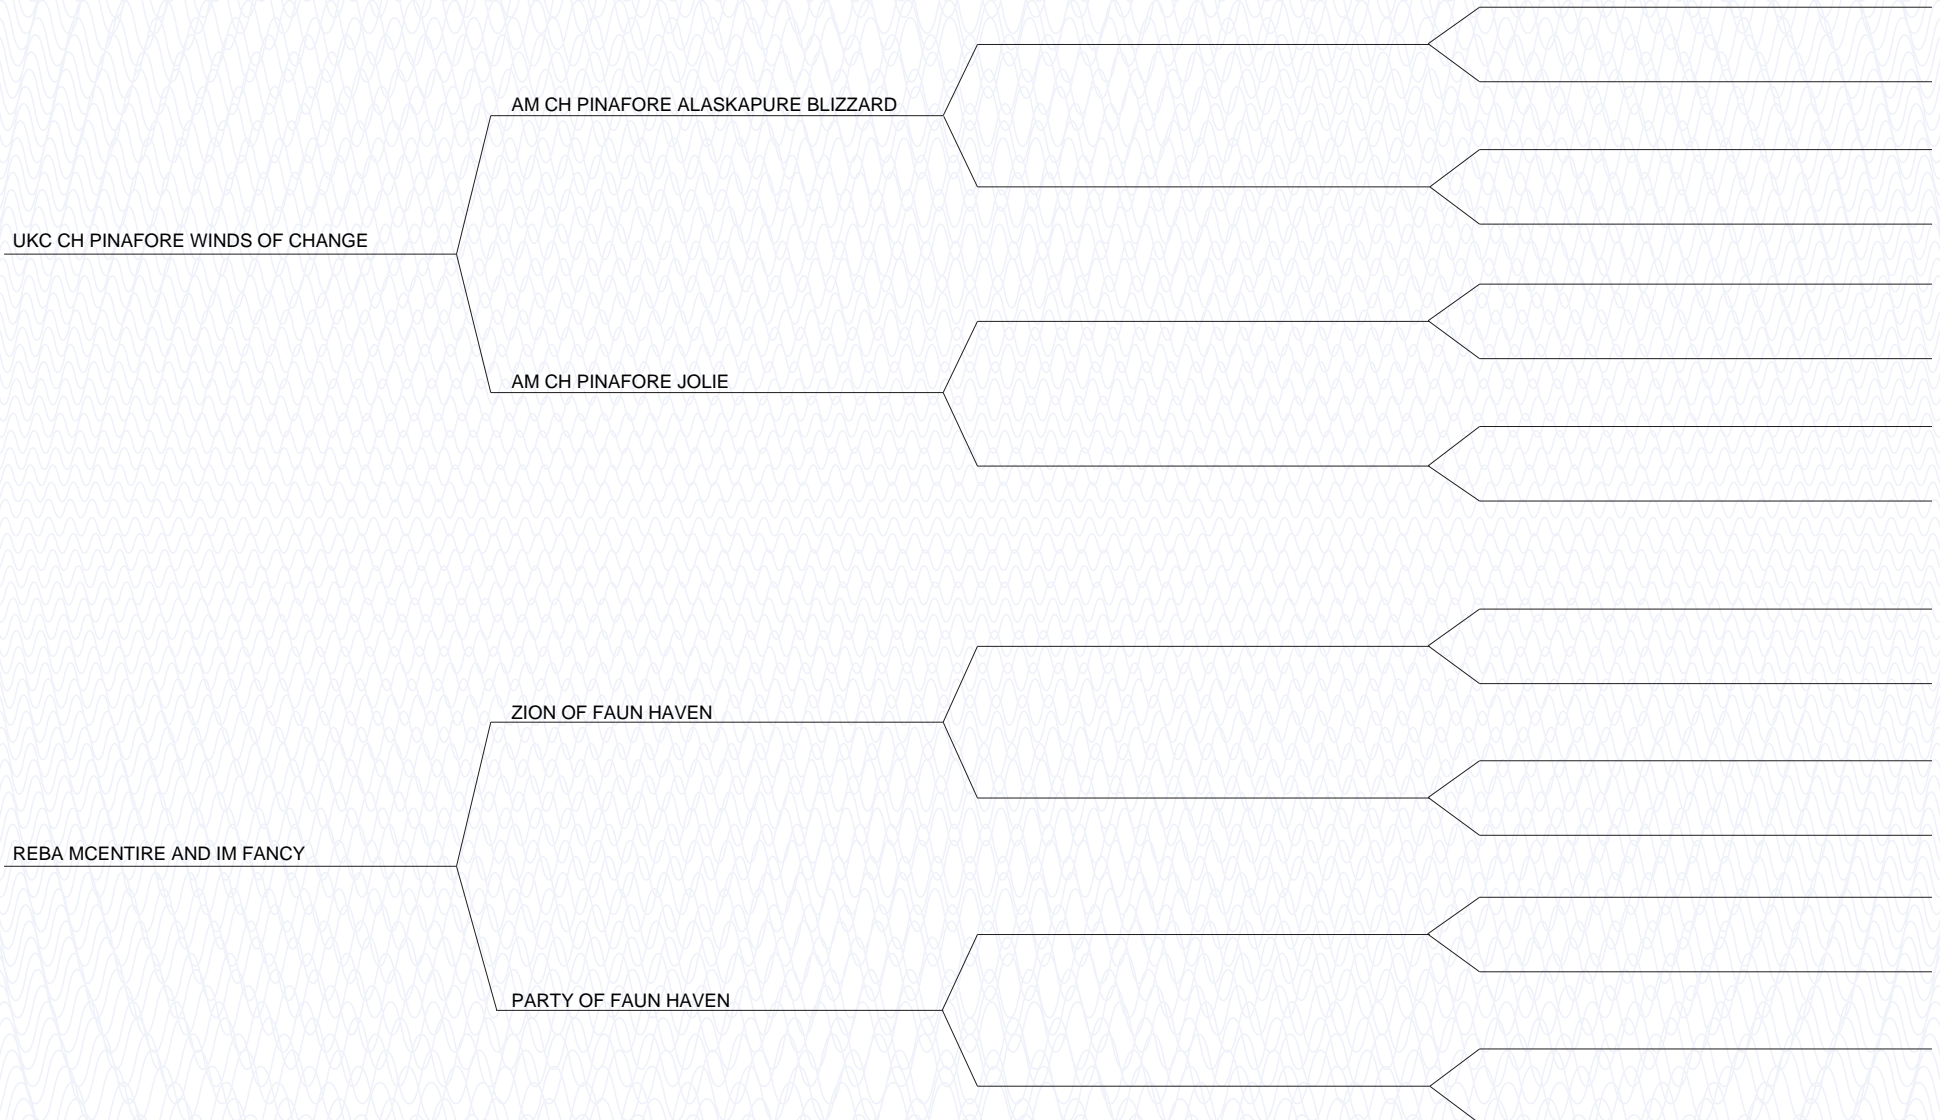 AM CH PINAFORE ALASKAPURE BLIZZARD
UKC CH PINAFORE WINDS OF CHANGE
AM CH PINAFORE JOLIE
ZION OF FAUN HAVEN
REBA MCENTIRE AND IM FANCY
PARTY OF FAUN HAVEN